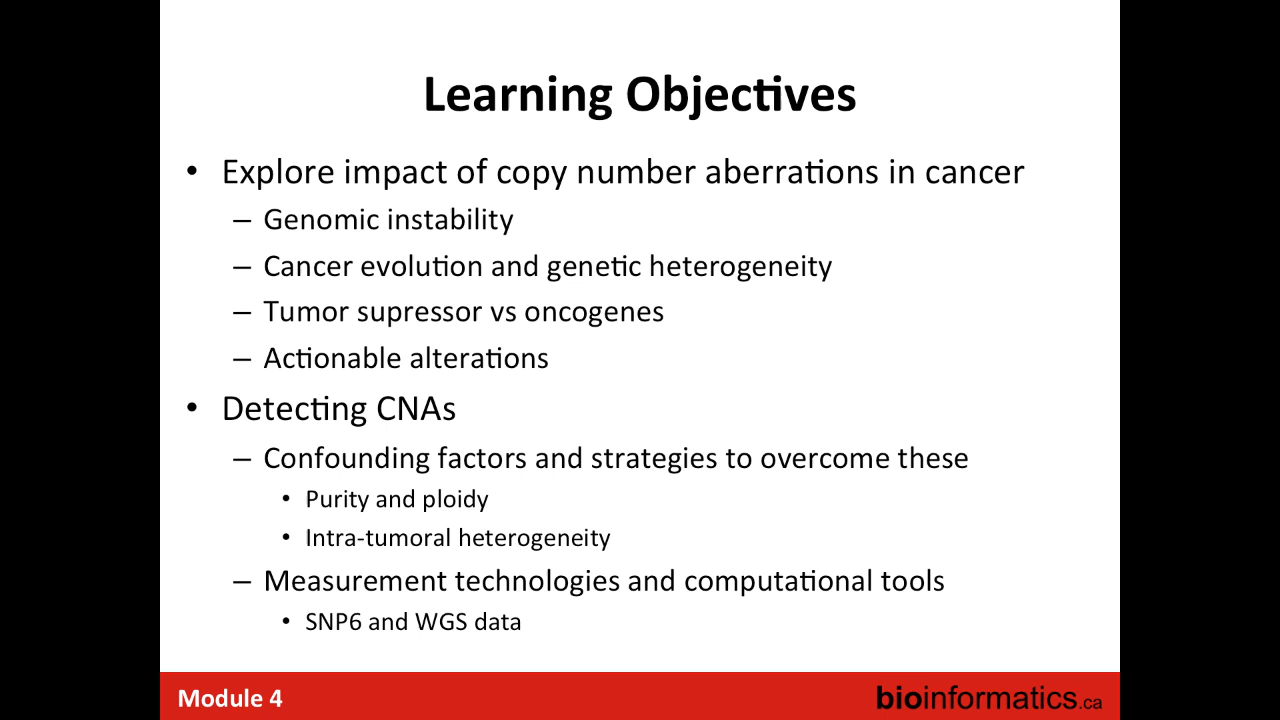 Learning Objectives
• Explore impact of copy number aberrations in cancer
– Genomic instability
– Cancer evolution and genetic heterogeneity
– Tumor supressor vs oncogenes
– Actionable alterations
• Detecting CNAs
– Confounding factors and strategies to overcome these
• Purity and ploidy
• Intra-tumoral heterogeneity
– Measurement technologies and computational tools
• SNP6 and WGS data
Module 4
bioinformatics.ca